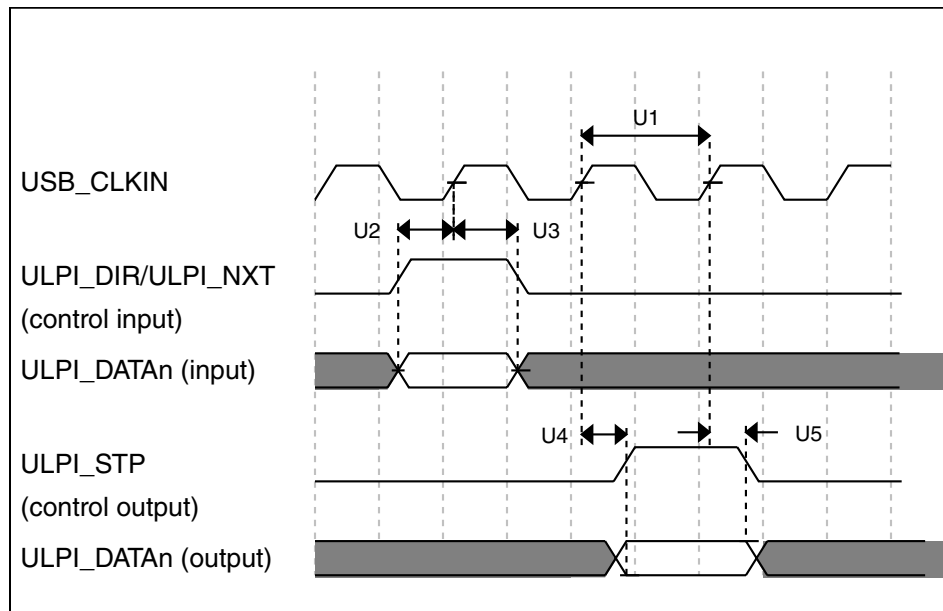 U1
USB_CLKIN
U2
U3
ULPI_DIR/ULPI_NXT
(control input)
ULPI_DATAn (input)
U4
U5
ULPI_STP
(control output)
ULPI_DATAn (output)